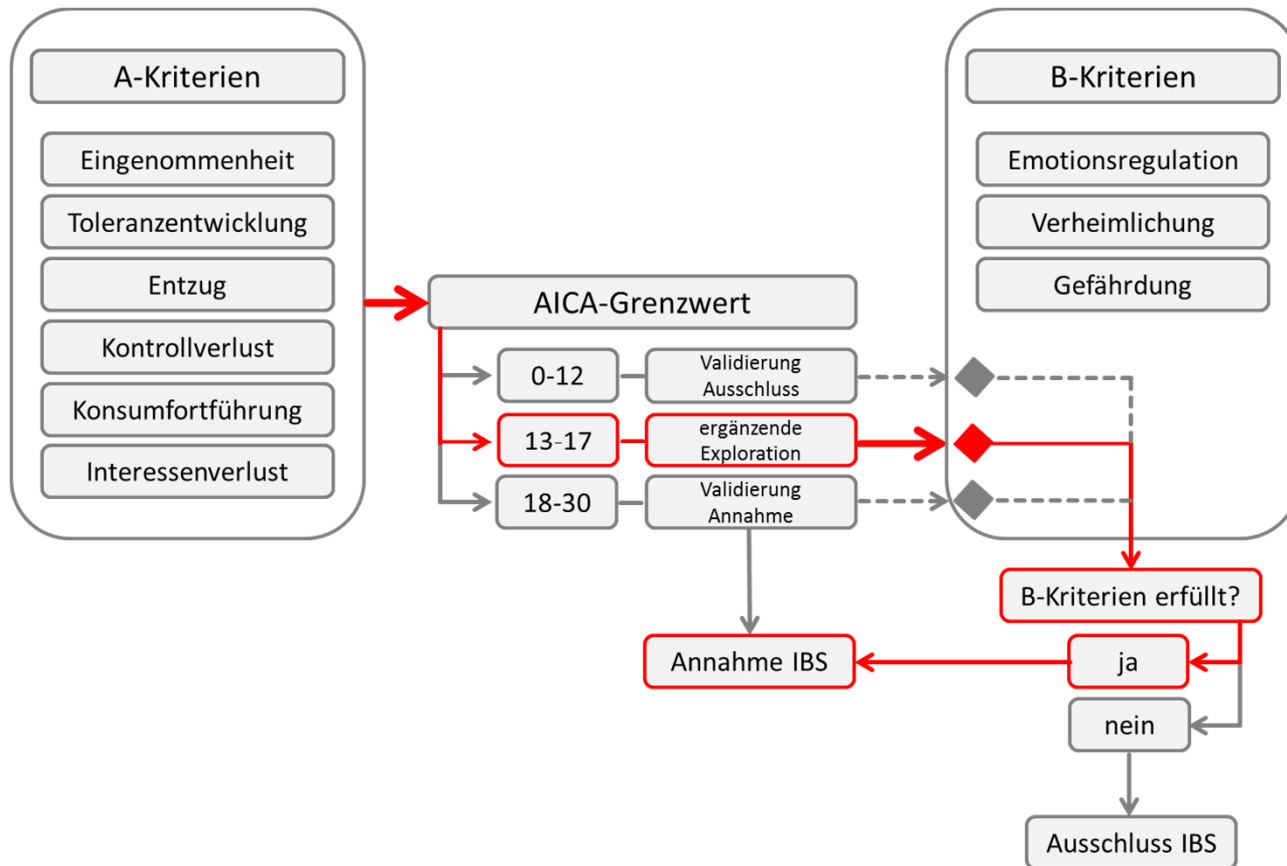 A-Kriterien
Eingenommenheit
Toleranzentwicklung
Entzug
Kontrollverlust
Konsumfortführung
Interessenverlust
AICA-Grenzwert
0-12
Validierung
Ausschluss
13-17
ergänzende
Exploration
18-30
Validierung
Annahme
B-Kriterien
Emotionsregulation
Verheimlichung
Gefährdung
B-Kriterien erfüllt?
Annahme IBS
ja
nein
Ausschluss IBS